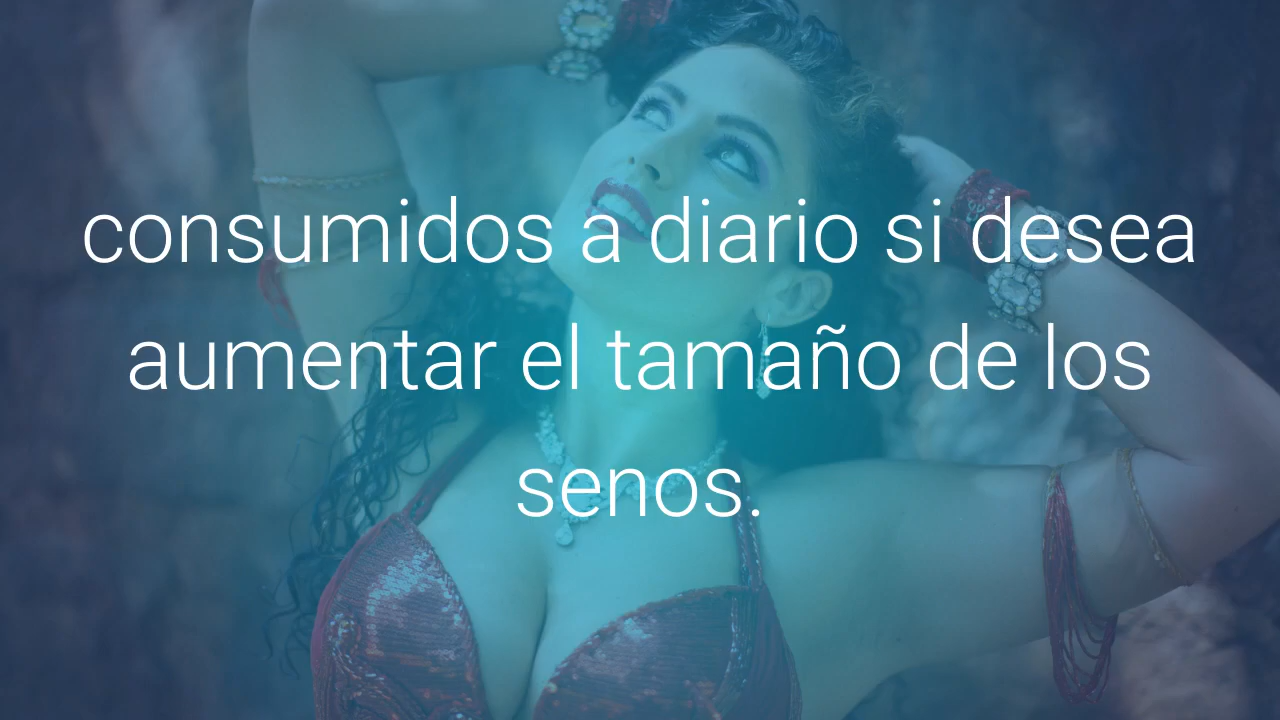 consumidos a diario si desea
aumentar el tamaño de los
senos.